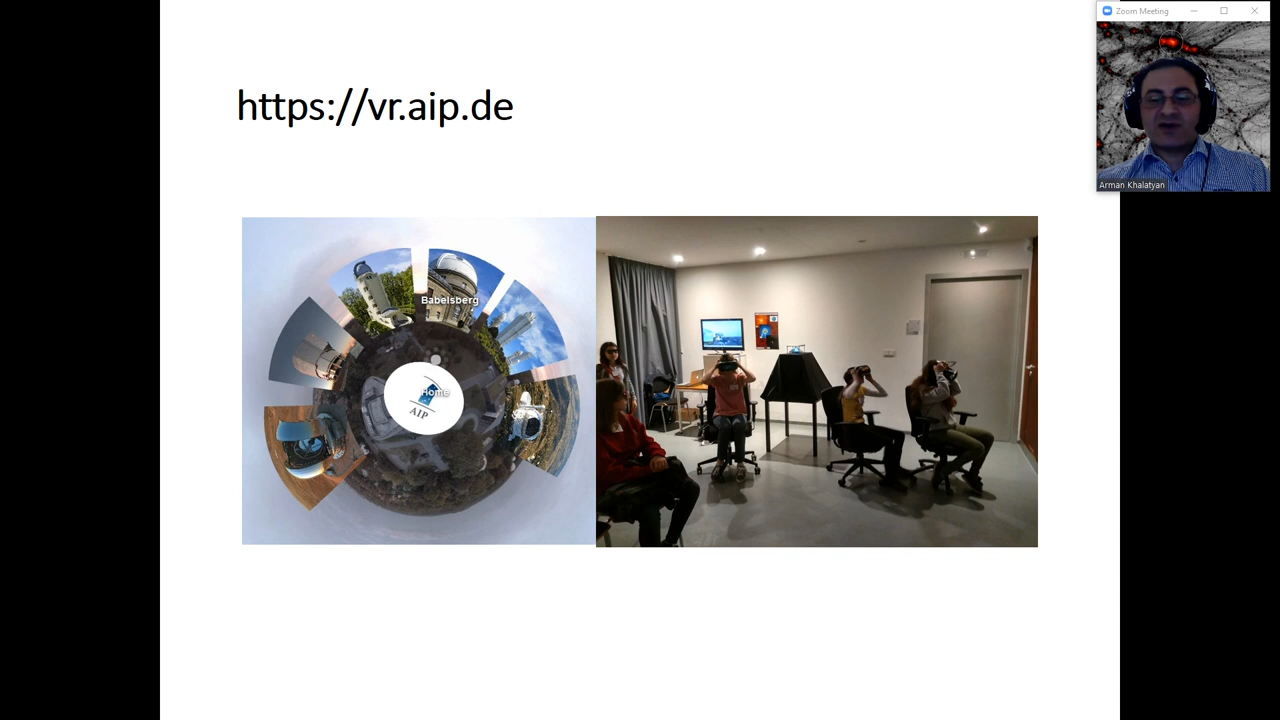 Zoom Meeting
https://vr.aip.de
Arman Khalatyan
Babelsberg
Home
AIP